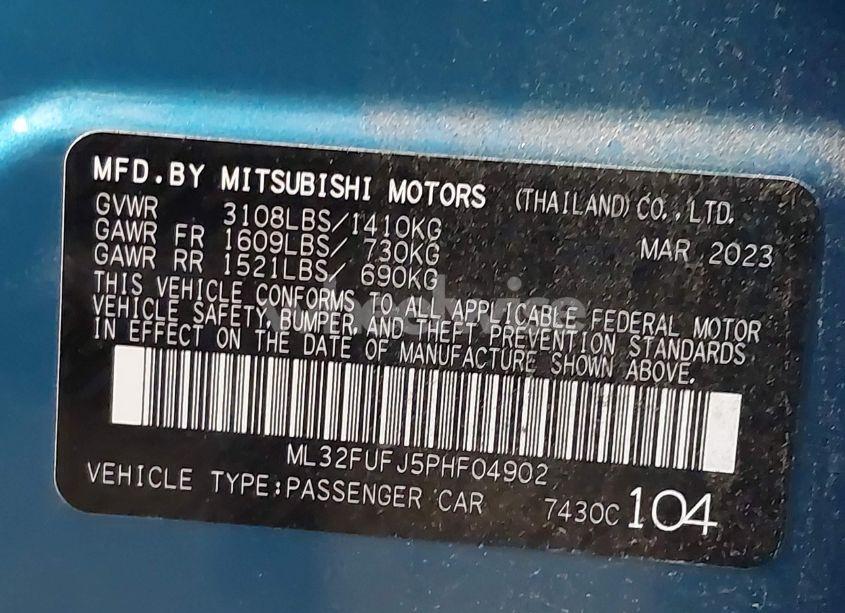 MFD.BY MITSUBISHI MOTORS (THAILAND)CO.,LTD.
GVWR 3108LBS/1410KG
GAWR FR 1609LBS/ 730KG MAR 2023
GAWR RR 1521LBS/ 690KG
THIS VEHICLE CONFORMS TO ALL APPLICABLE FEDERAL MOTOR
VEHICLE SAFETY,BUMPER,AND THEFT PREVENTION STANDARDS
IN EFFECT ON THE DATE OF MANUFACTURE SHOWN ABOVE.
ML32FUFJ5PHF04902
VEHICLE TYPE:PASSENGER CAR 7430C 104